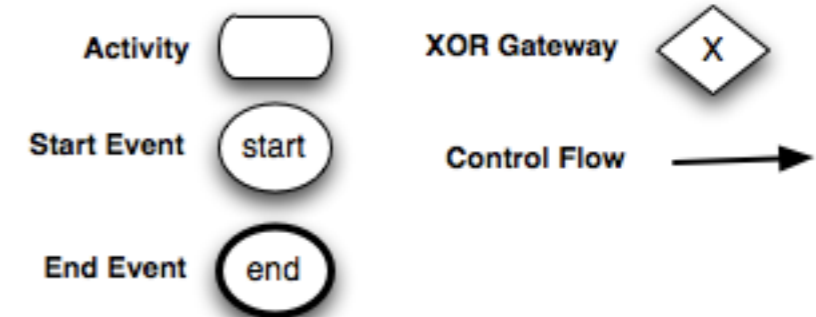 Activity
XOR Gateway
X
Start Event
start
Control Flow
End Event
end